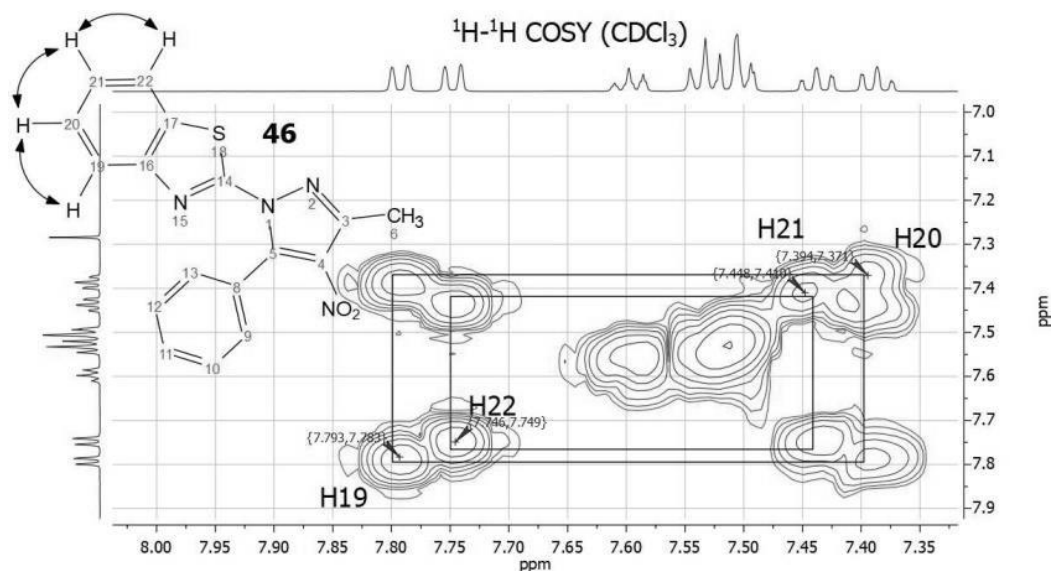 ¹H-¹H COSY (CDCl₃)
H
H
21
22
H
20
17
S
46
18
19
16
14
N
2
H
N
15
N
1
3
CH₃
6
5
4
13
8
NO₂
12
9
11
10
H21
H20
{7.394,7.371}
{7.448,7.410}
H22
{7.746,7.749}
{7.793,7.783}
H19
7.0
7.1
7.2
7.3
7.4
7.5
7.6
7.7
7.8
7.9
ppm
8.00 7.95 7.90 7.85 7.80 7.75 7.70 7.65 7.60 7.55 7.50 7.45 7.40 7.35
ppm